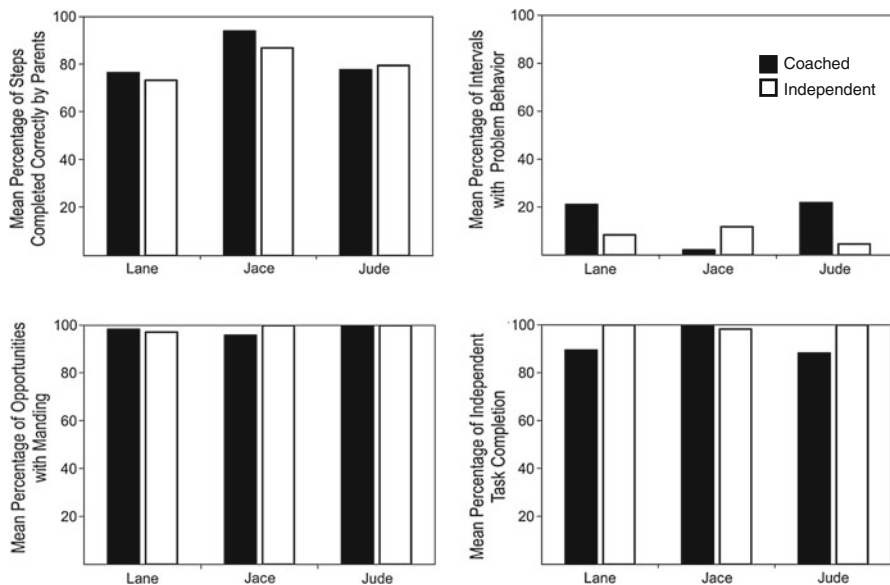 Mean Percentage of Steps
Completed Correctly by Parents
100
80
60
40
20
Lane
Jace
Jude
Mean Percentage of Intervals
with Problem Behavior
100
80
60
40
20
Coached
Independent
Lane
Jace
Jude
Mean Percentage of Opportunities
with Manding
100
80
60
40
20
Lane
Jace
Jude
Mean Percentage of Independent
Task Completion
100
80
60
40
20
Lane
Jace
Jude